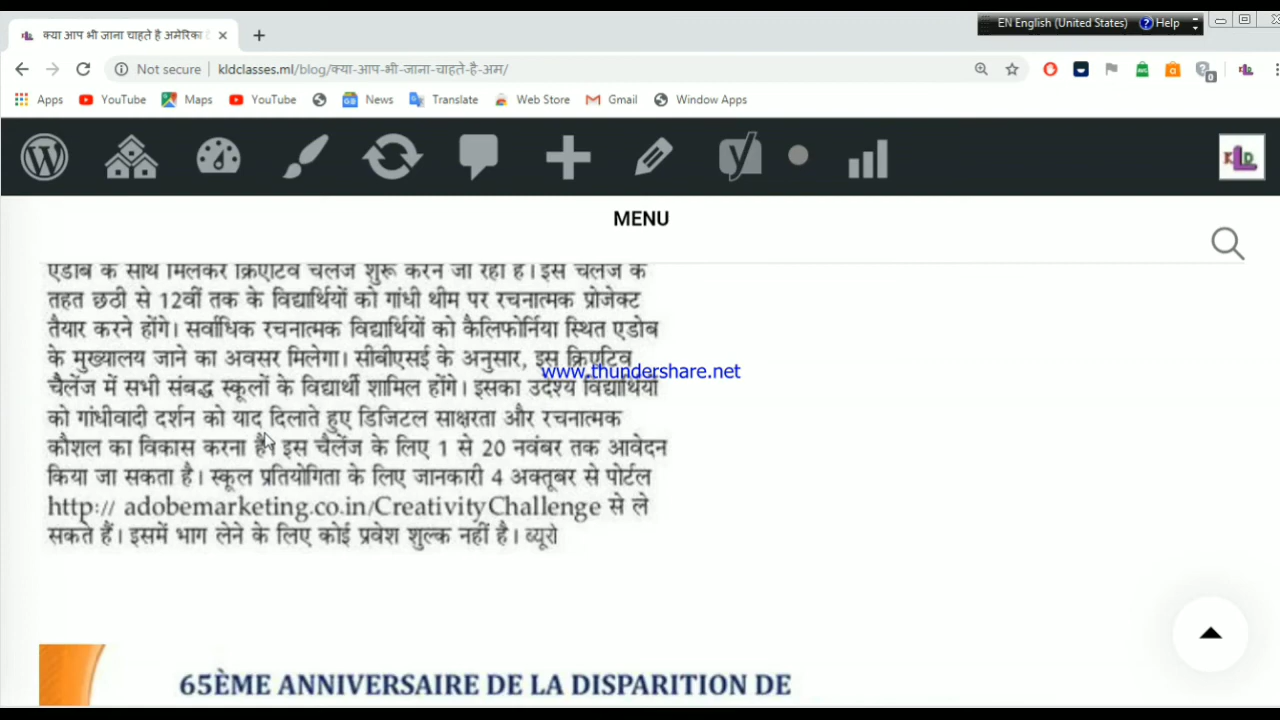 क्या आप भी जाना चाहते है अमेरिका
EN English (United States) Help
Not secure kldclasses.ml/blog/क्या-आप-भी-जाना-चाहते-है-अम/
Apps YouTube Maps YouTube News Translate Web Store Gmail Window Apps
KLD
MENU
एडोब के साथ मिलकर क्रिएटिव चैलेंज शुरू करने जा रहा है। इस चैलेंज के
तहत छठी से 12वीं तक के विद्यार्थियों को गांधी थीम पर रचनात्मक प्रोजेक्ट
तैयार करने होंगे। सर्वाधिक रचनात्मक विद्यार्थियों को कैलिफोर्निया स्थित एडोब
के मुख्यालय जाने का अवसर मिलेगा। सीबीएसई के अनुसार, इस क्रिएटिव
www.thundershare.net
चैलेंज में सभी संबद्ध स्कूलों के विद्यार्थी शामिल होंगे। इसका उदेश्य विद्यार्थियों
को गांधीवादी दर्शन को याद दिलाते हुए डिजिटल साक्षरता और रचनात्मक
कौशल का विकास करना है। इस चैलेंज के लिए 1 से 20 नवंबर तक आवेदन
किया जा सकता है। स्कूल प्रतियोगिता के लिए जानकारी 4 अक्तूबर से पोर्टल
http:// adobemarketing.co.in/CreativityChallenge से ले
सकते हैं। इसमें भाग लेने के लिए कोई प्रवेश शुल्क नहीं है। ब्यूरो
65ÈME ANNIVERSAIRE DE LA DISPARITION DE